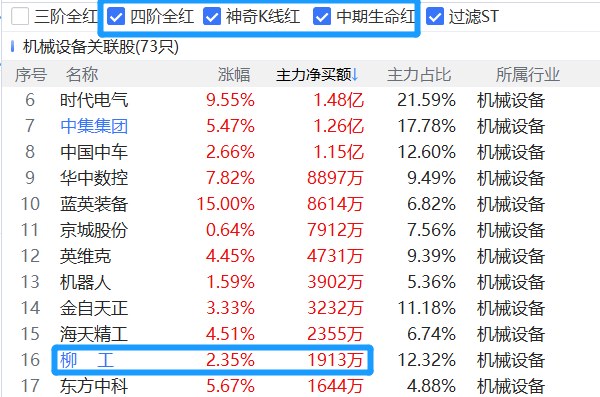 三阶全红 四阶全红 神奇K线红 中期生命红 过滤ST
机械设备关联股(73只)
序号 名称 涨幅 主力净买额↓ 主力占比 所属行业
6 时代电气 9.55% 1.48亿 21.59% 机械设备
7 中集集团 5.47% 1.26亿 17.78% 机械设备
8 中国中车 2.66% 1.15亿 12.60% 机械设备
9 华中数控 7.82% 8897万 9.49% 机械设备
10 蓝英装备 15.00% 8614万 6.82% 机械设备
11 京城股份 0.64% 7912万 7.56% 机械设备
12 英维克 4.45% 4731万 9.39% 机械设备
13 机器人 1.59% 3902万 5.36% 机械设备
14 金自天正 3.33% 3232万 11.18% 机械设备
15 海天精工 4.51% 2355万 6.74% 机械设备
16 柳 工 2.35% 1913万 12.32% 机械设备
17 东方中科 5.67% 1644万 4.88% 机械设备